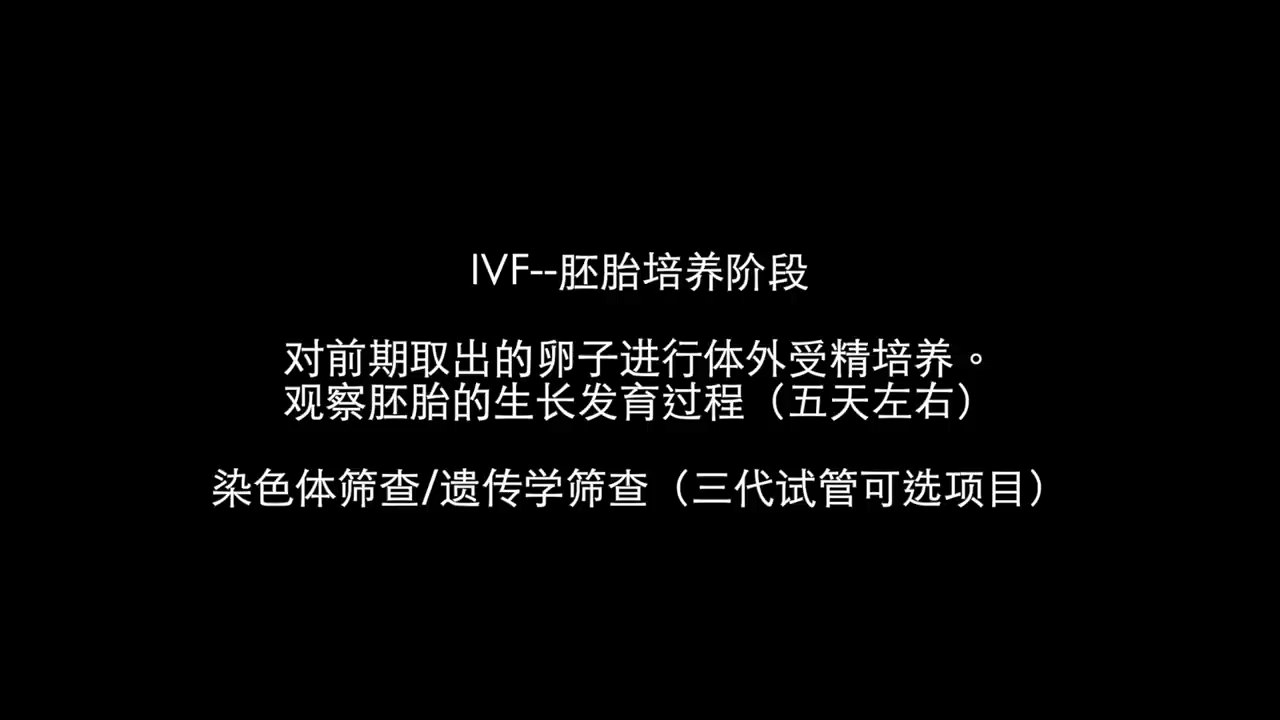 IVF--胚胎培养阶段
对前期取出的卵子进行体外受精培养。
观察胚胎的生长发育过程（五天左右）
染色体筛查/遗传学筛查（三代试管可选项目）